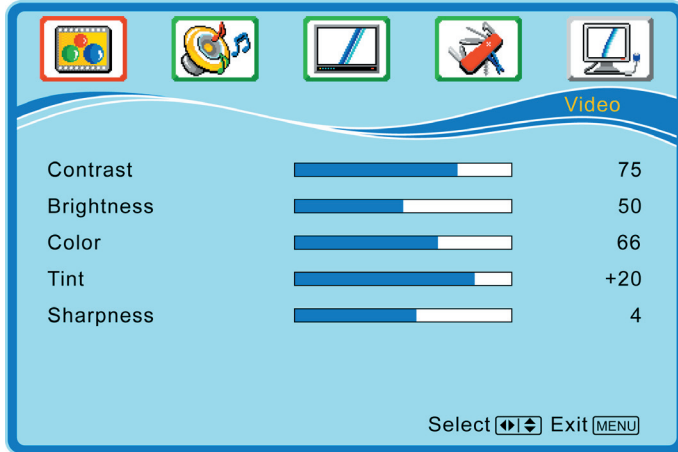 Video
Contrast 75
Brightness 50
Color 66
Tint +20
Sharpness 4
Select Exit MENU